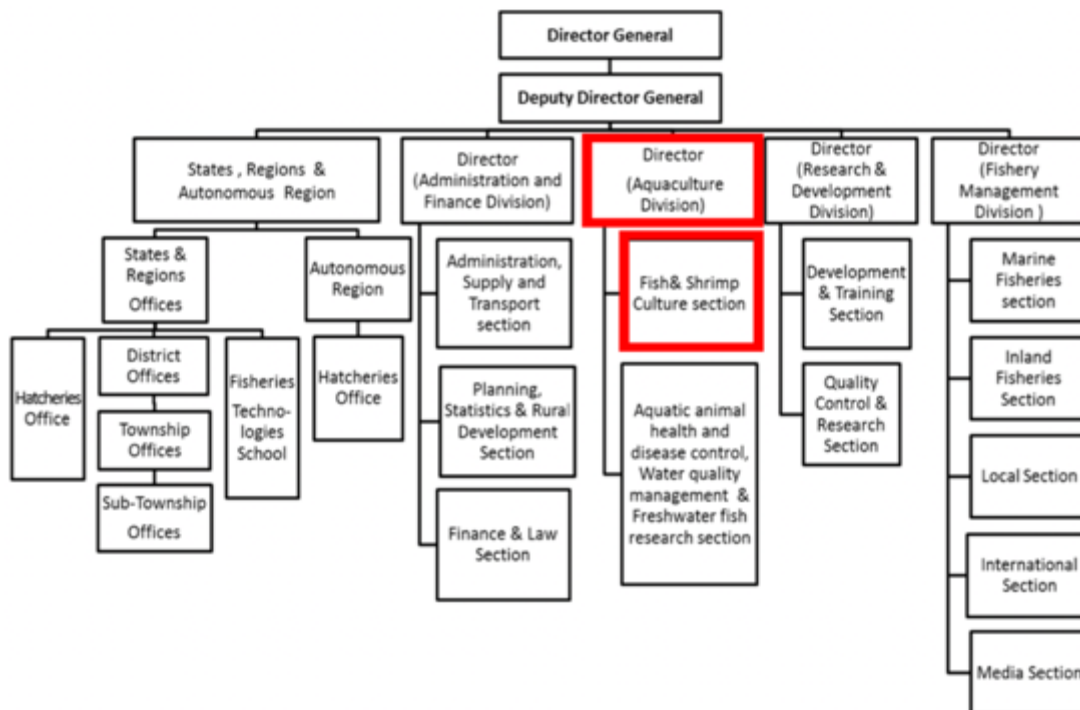 Director General
Deputy Director General
States , Regions &
Autonomous Region
Director
(Administration and
Finance Division)
Director
(Aquaculture
Division)
Director
(Research &
Development
Division)
Director
(Fishery
Management
Division )
States &
Regions
Offices
Autonomous
Region
Hatcheries
Office
District
Offices
Township
Offices
Sub-Township
Offices
Fisheries
Techno-
logies
School
Hatcheries
Office
Administration,
Supply and
Transport
section
Planning,
Statistics & Rural
Development
Section
Finance & Law
Section
Fish& Shrimp
Culture section
Aquatic animal
health and
disease control,
Water quality
management &
Freshwater fish
research section
Development
& Training
Section
Quality
Control &
Research
Section
Marine
Fisheries
section
Inland
Fisheries
Section
Local Section
International
Section
Media Section